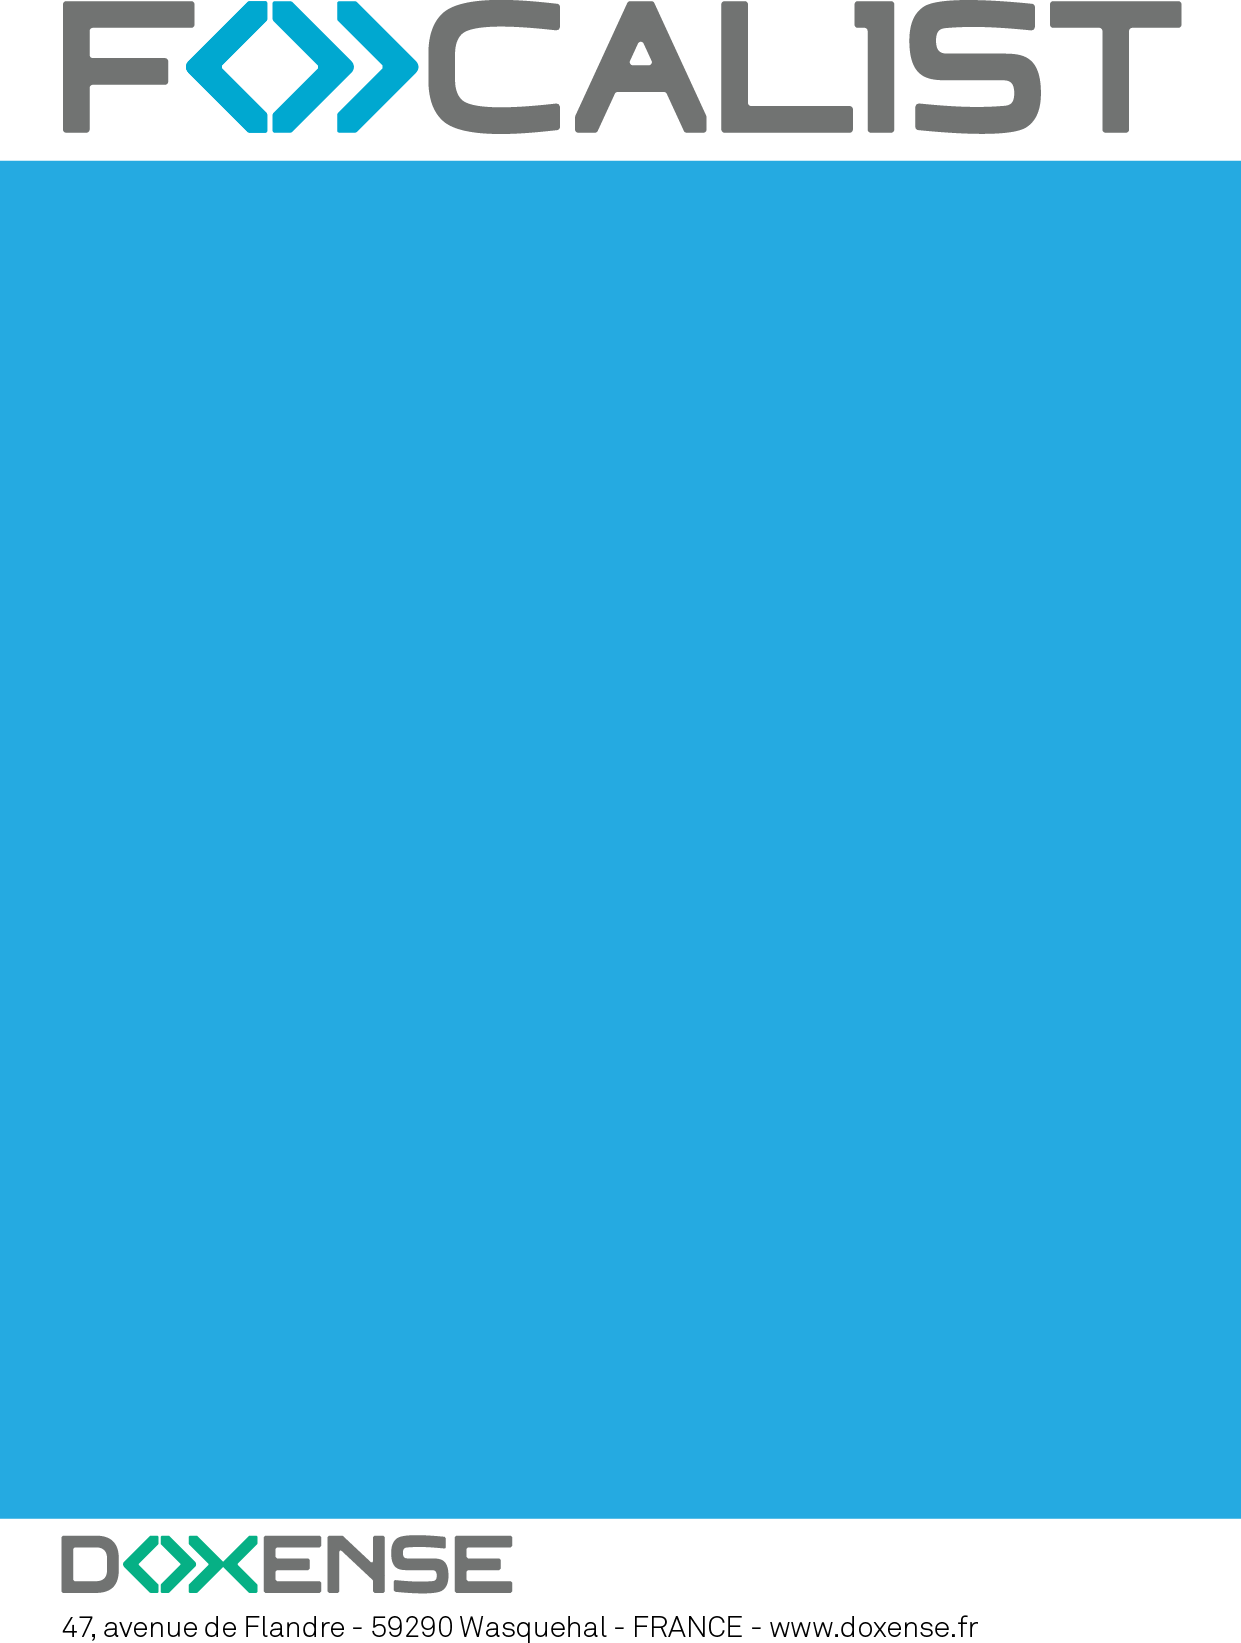 FOCALIST
DOXENSE
47, avenue de Flandre - 59290 Wasquehal - FRANCE - www.doxense.fr